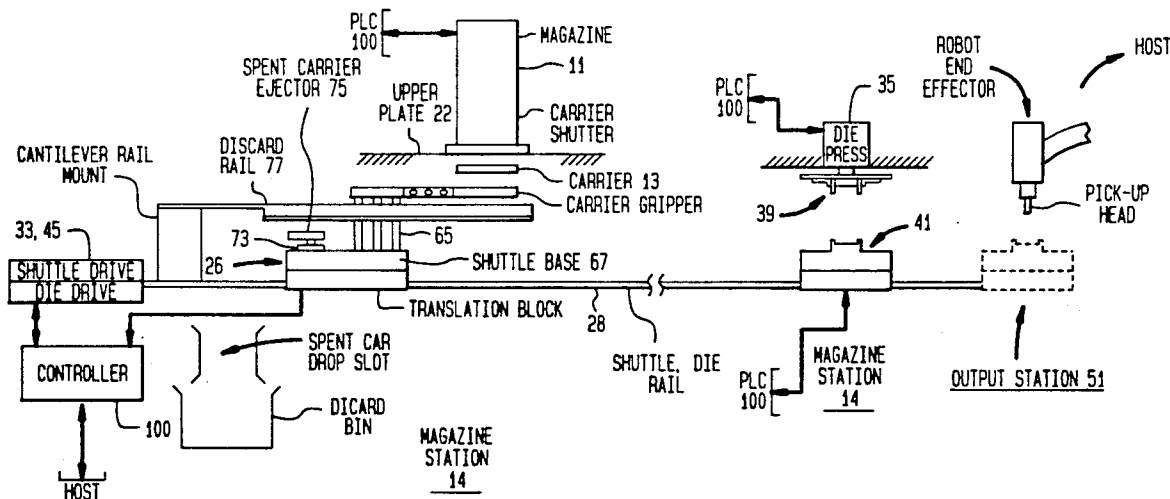 PLC
100
MAGAZINE
11
CARRIER
SHUTTER
SPENT CARRIER
EJECTOR 75
UPPER
PLATE 22
DISCARD
RAIL 77
CANTILEVER RAIL
MOUNT
CARRIER 13
CARRIER GRIPPER
33, 45
73
65
26
SHUTTLE DRIVE
DIE DRIVE
SHUTTLE BASE 67
TRANSLATION BLOCK
28
SHUTTLE, DIE
RAIL
CONTROLLER
100
HOST
SPENT CAR
DROP SLOT
DICARD
BIN
MAGAZINE
STATION
14
PLC
100
35
DIE
PRESS
39
41
PLC
100
MAGAZINE
STATION
14
ROBOT
END
EFFECTOR
HOST
PICK-UP
HEAD
OUTPUT STATION 51